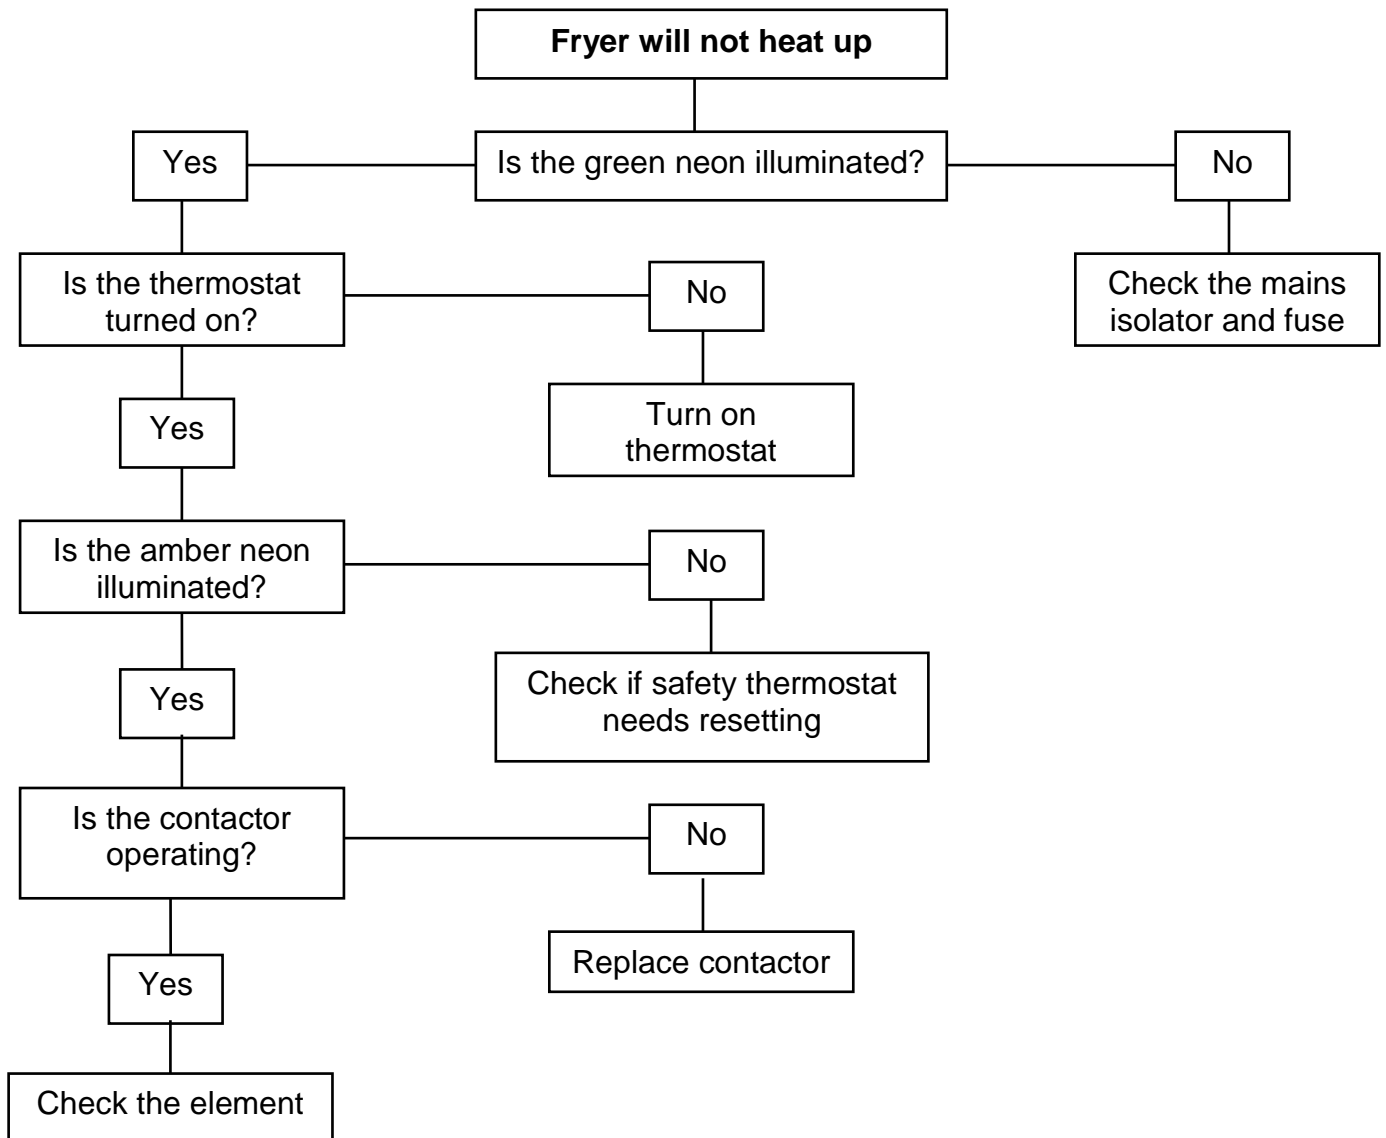 Fryer will not heat up
Yes
Is the green neon illuminated?
No
Is the thermostat
turned on?
No
Check the mains
isolator and fuse
Yes
Turn on
thermostat
Is the amber neon
illuminated?
No
Yes
Check if safety thermostat
needs resetting
Is the contactor
operating?
No
Yes
Replace contactor
Check the element